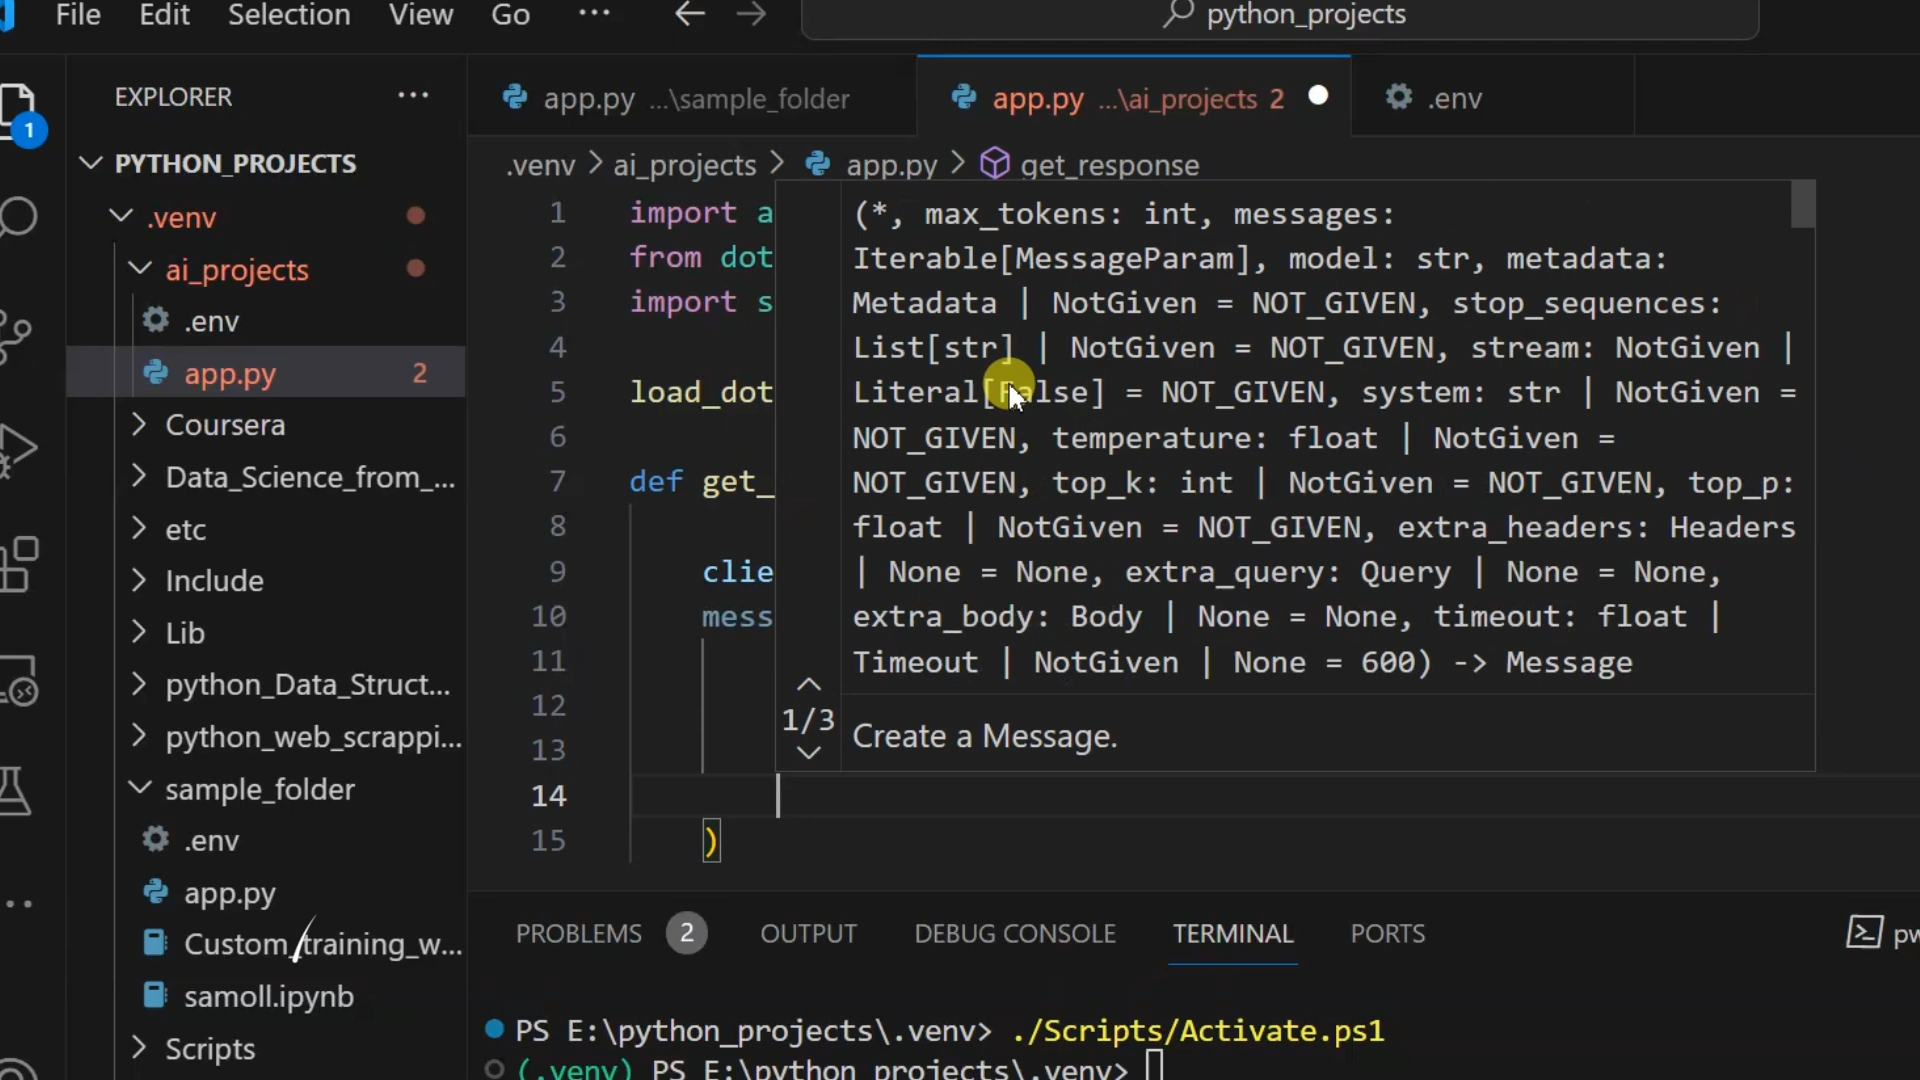 File Edit Selection View Go ... python_projects
EXPLORER ...
app.py ...\sample_folder app.py ...\ai_projects 2 .env
1
PYTHON_PROJECTS
.venv > ai_projects > app.py > get_response
.venv
ai_projects
.env
app.py 2
Coursera
Data_Science_from_...
etc
Include
Lib
python_Data_Struct...
python_web_scrappi...
sample_folder
.env
app.py
Custom_training_w...
samoll.ipynb
Scripts
1 import a
2 from dot
3 import s
4
5 load_dot
6
7 def get_
8
9 clie
10 mess
11
12
13
14
15 )
(*, max_tokens: int, messages:
Iterable[MessageParam], model: str, metadata:
Metadata | NotGiven = NOT_GIVEN, stop_sequences:
List[str] | NotGiven = NOT_GIVEN, stream: NotGiven |
Literal[False] = NOT_GIVEN, system: str | NotGiven =
NOT_GIVEN, temperature: float | NotGiven =
NOT_GIVEN, top_k: int | NotGiven = NOT_GIVEN, top_p:
float | NotGiven = NOT_GIVEN, extra_headers: Headers
| None = None, extra_query: Query | None = None,
extra_body: Body | None = None, timeout: float |
Timeout | NotGiven | None = 600) -> Message
1/3
Create a Message.
PROBLEMS 2 OUTPUT DEBUG CONSOLE TERMINAL PORTS pw
PS E:\python_projects\.venv> ./Scripts/Activate.ps1
(.venv) PS E:\python_projects\.venv>